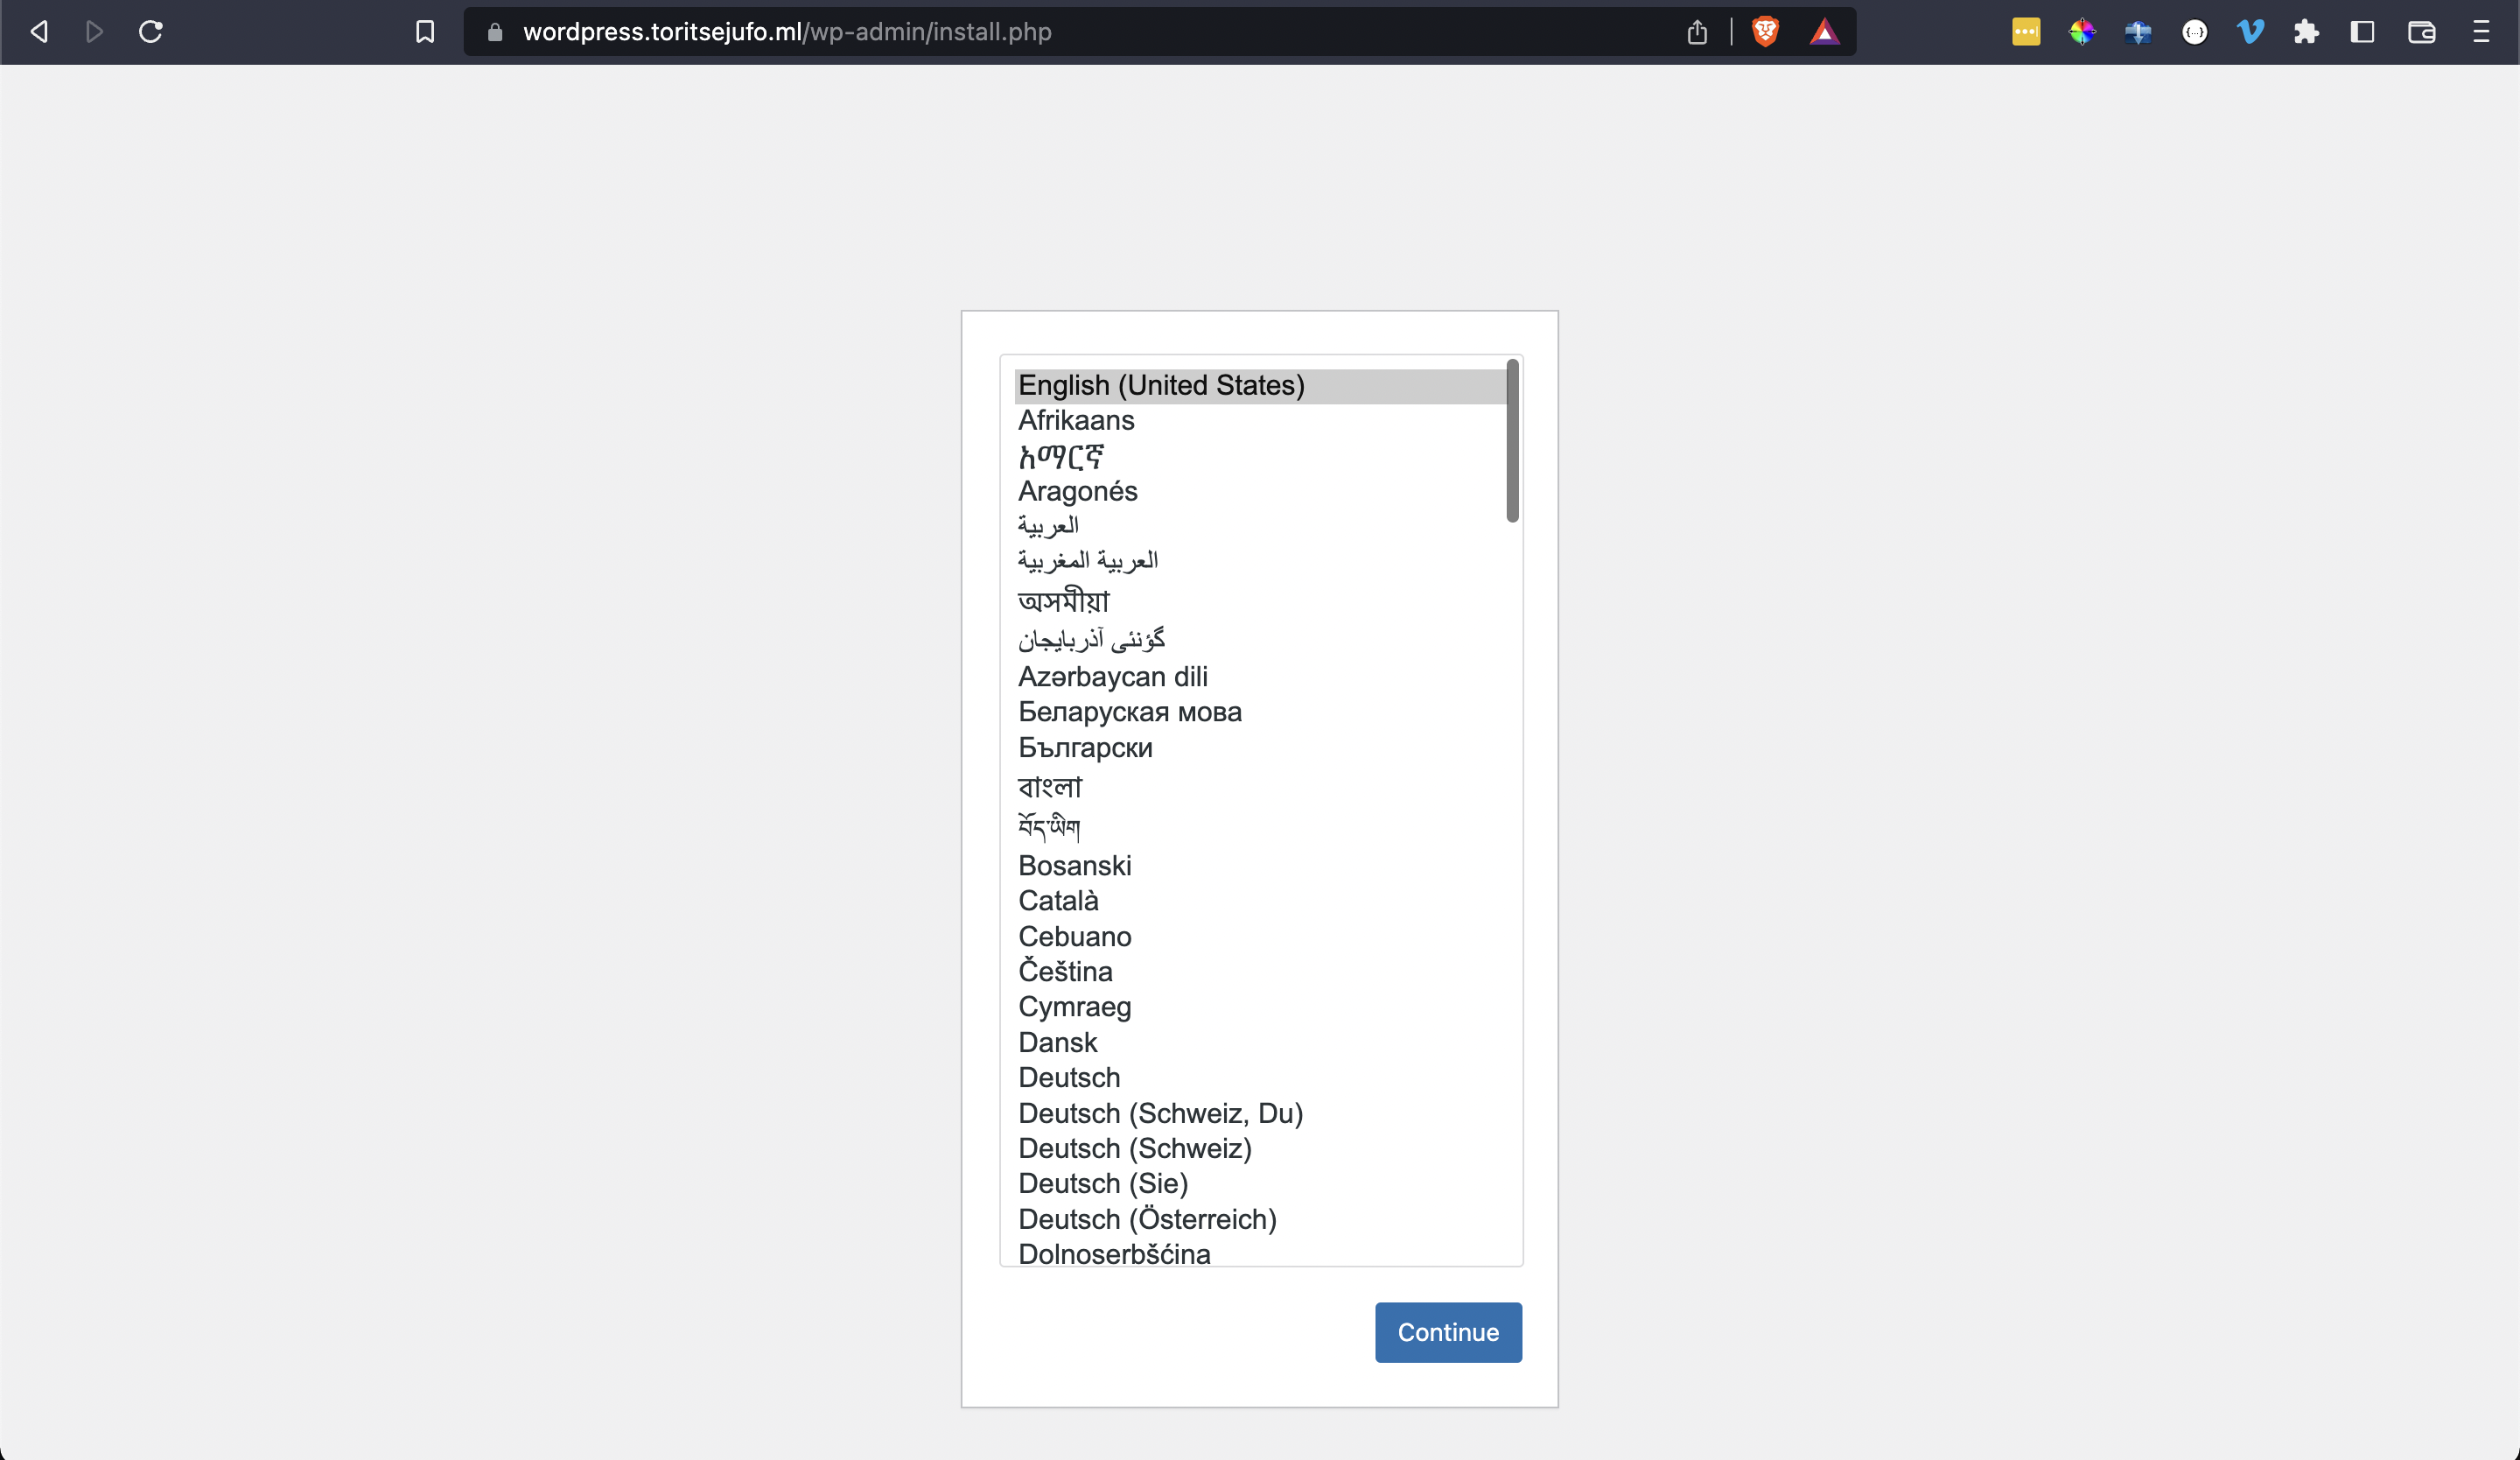 wordpress.toritsejufo.ml/wp-admin/install.php
English (United States)
Afrikaans
አማርኛ
Aragonés
العربية
العربية المغربية
অসমীয়া
گؤنئی آذربایجان
Azərbaycan dili
Беларуская мова
Български
বাংলা
བོད་ཡིག
Bosanski
Català
Cebuano
Čeština
Cymraeg
Dansk
Deutsch
Deutsch (Schweiz, Du)
Deutsch (Schweiz)
Deutsch (Sie)
Deutsch (Österreich)
Dolnoserbšćina
Continue